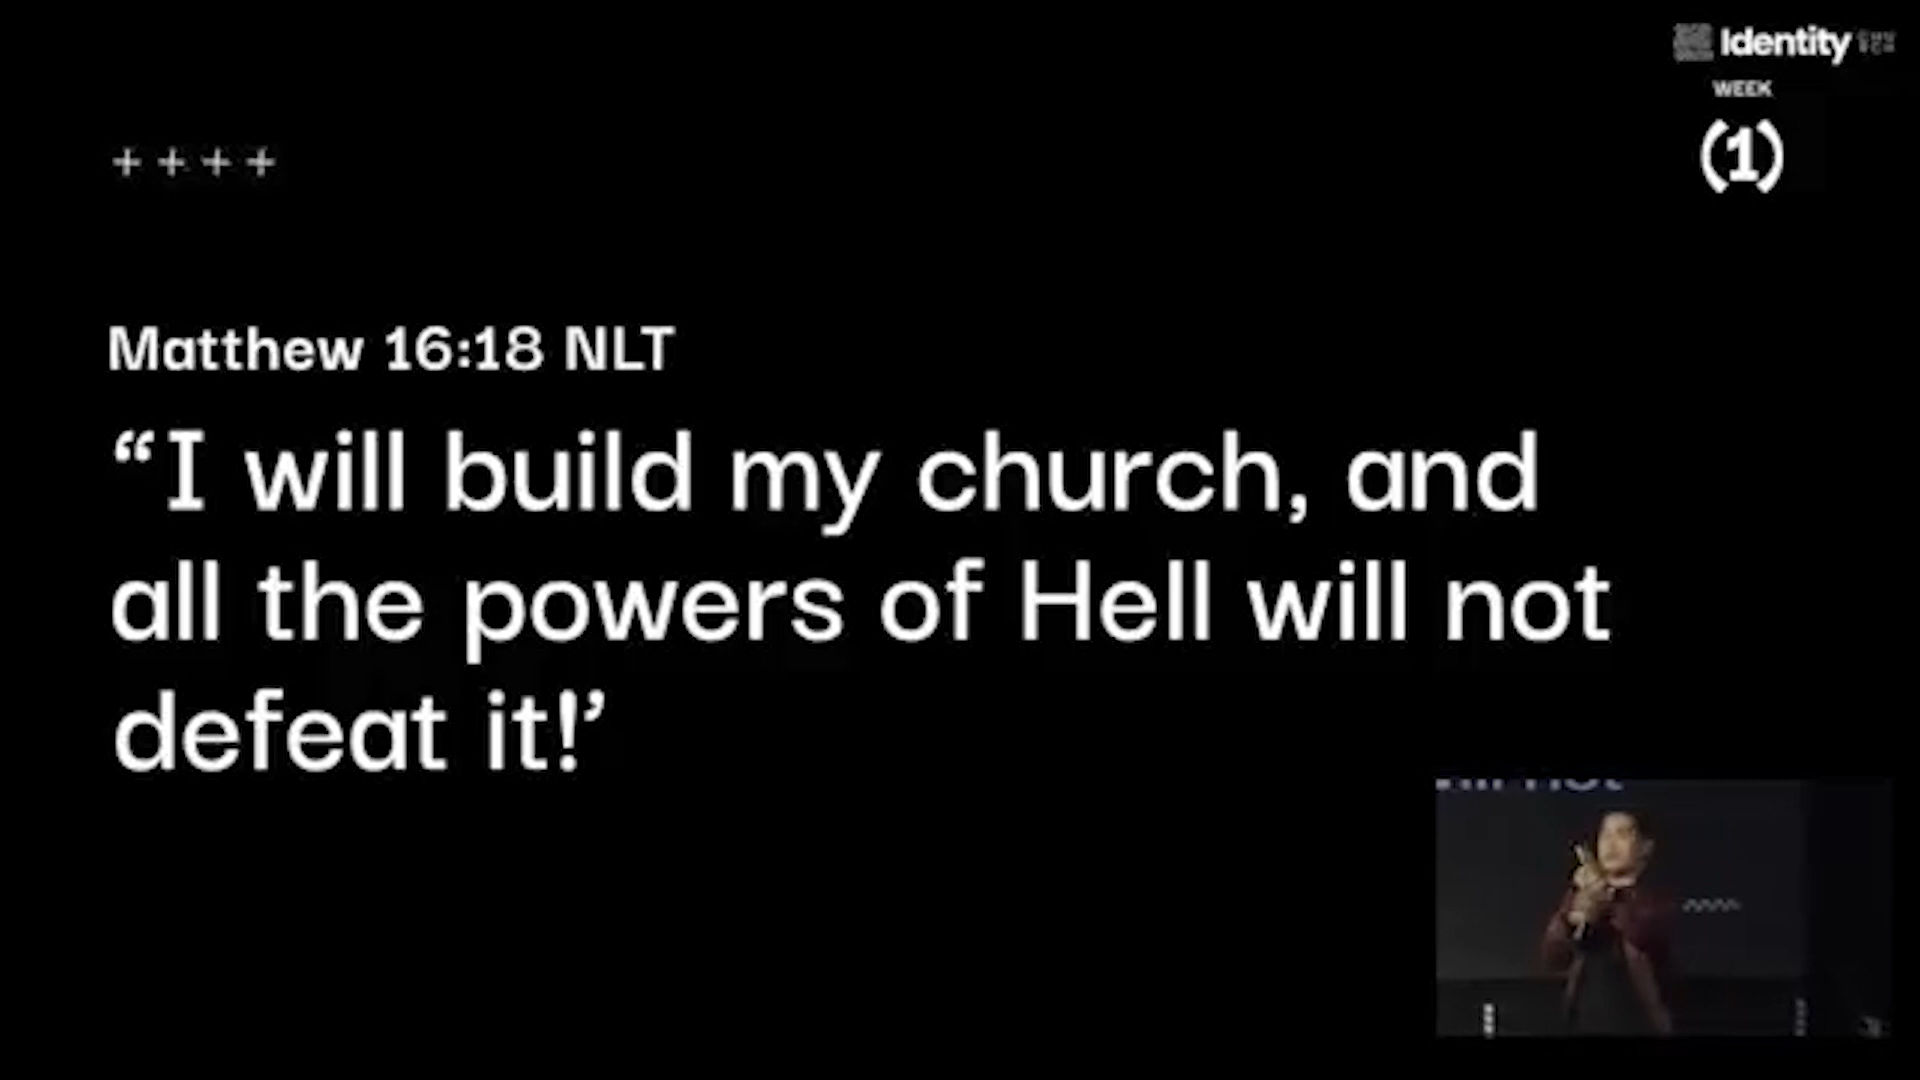 Identity
WEEK
(1)
++++
Matthew 16:18 NLT
“I will build my church, and
all the powers of Hell will not
defeat it!’